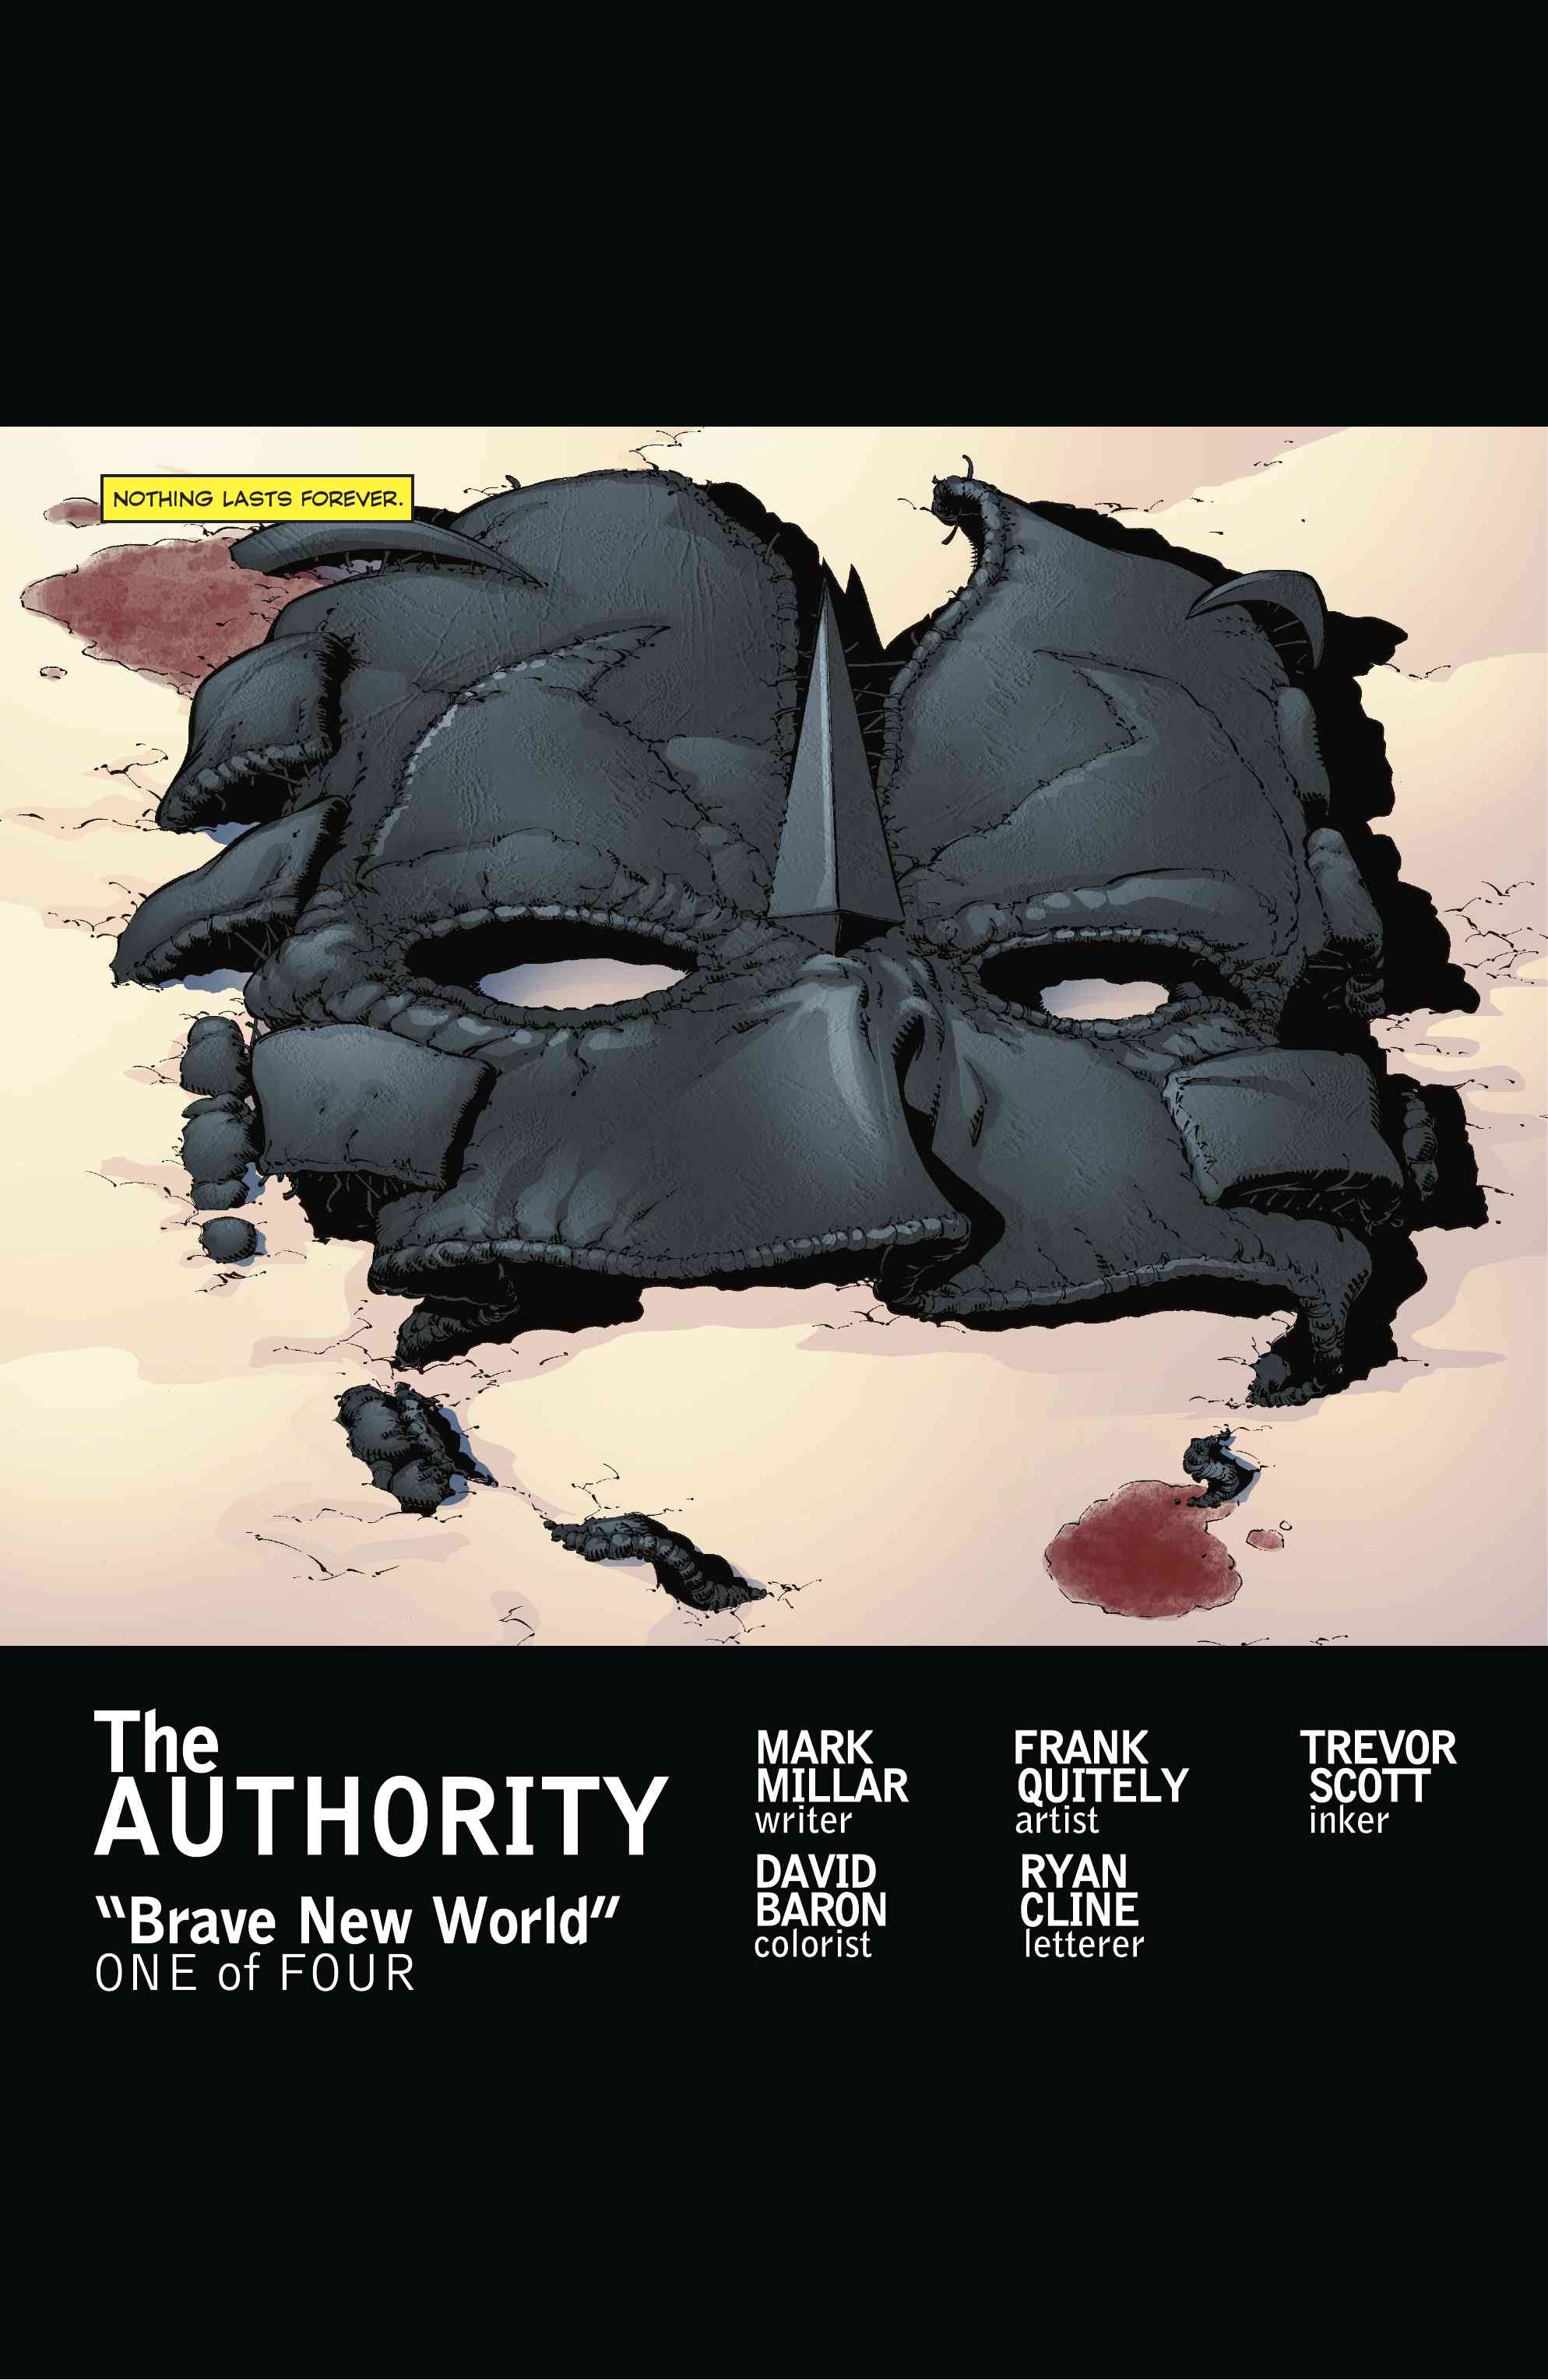 NOTHING LASTS FOREVER.
The
AUTHORITY
"Brave New World"
ONE of FOUR
MARK
MILLAR
writer
FRANK
QUITELY
artist
TREVOR
SCOTT
inker
DAVID
BARON
colorist
RYAN
CLINE
letterer